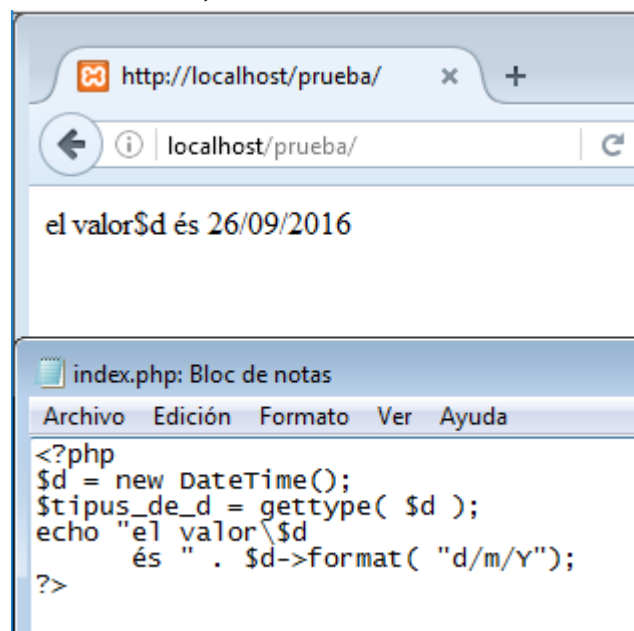 http://localhost/prueba/
localhost/prueba/
el valor$d és 26/09/2016
index.php: Bloc de notas
Archivo Edición Formato Ver Ayuda
<?php
$d = new DateTime();
$tipus_de_d = gettype( $d );
echo "el valor\$d
és " . $d->format( "d/m/Y");
?>